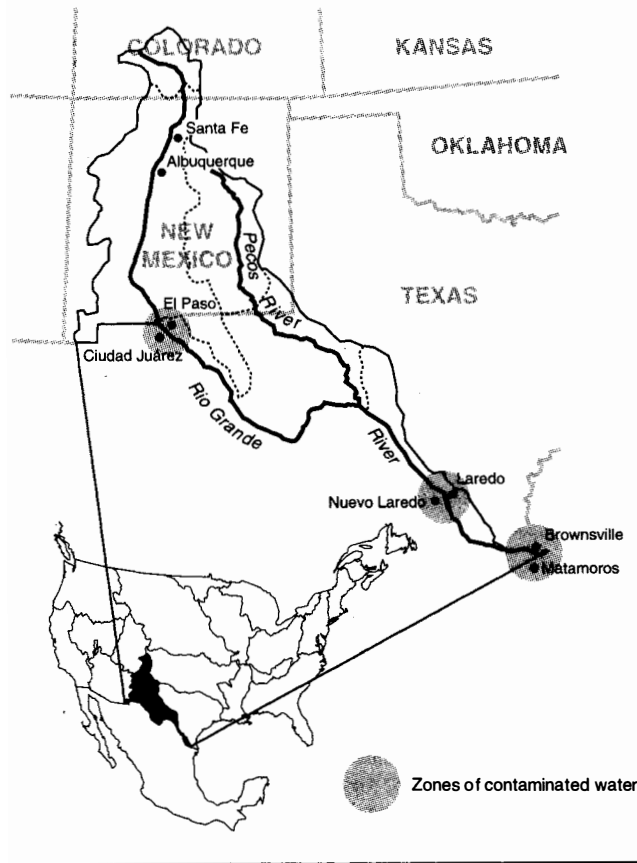 COLORADO
KANSAS
Santa Fe
OKLAHOMA
Albuquerque
NEW
MEXICO
Pecos
River
TEXAS
El Paso
Ciudad Juárez
Rio Grande
River
Laredo
Nuevo Laredo
Brownsville
Matamoros
Zones of contaminated water